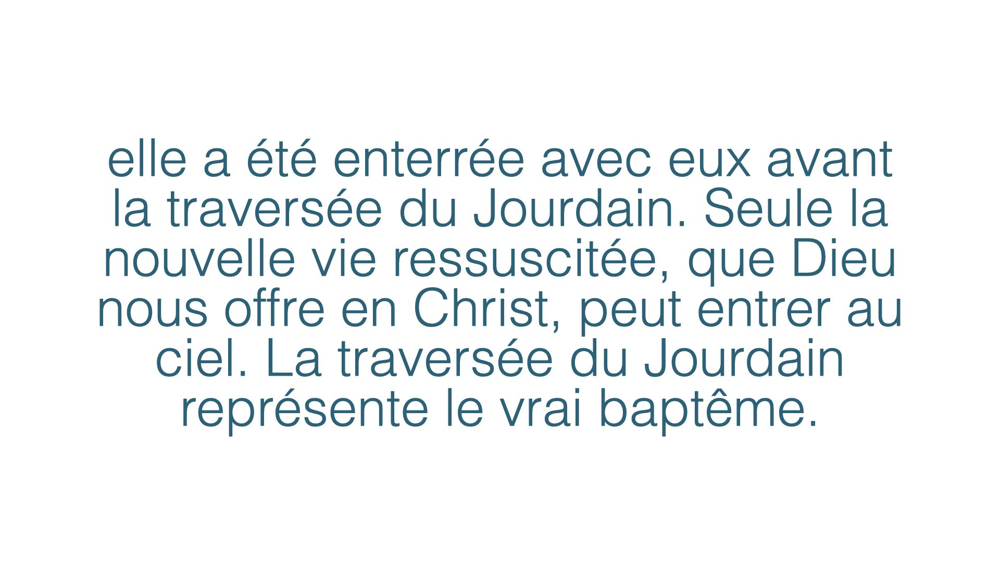 elle a été enterrée avec eux avant
la traversée du Jourdain. Seule la
nouvelle vie ressuscitée, que Dieu
nous offre en Christ, peut entrer au
ciel. La traversée du Jourdain
représente le vrai baptême.